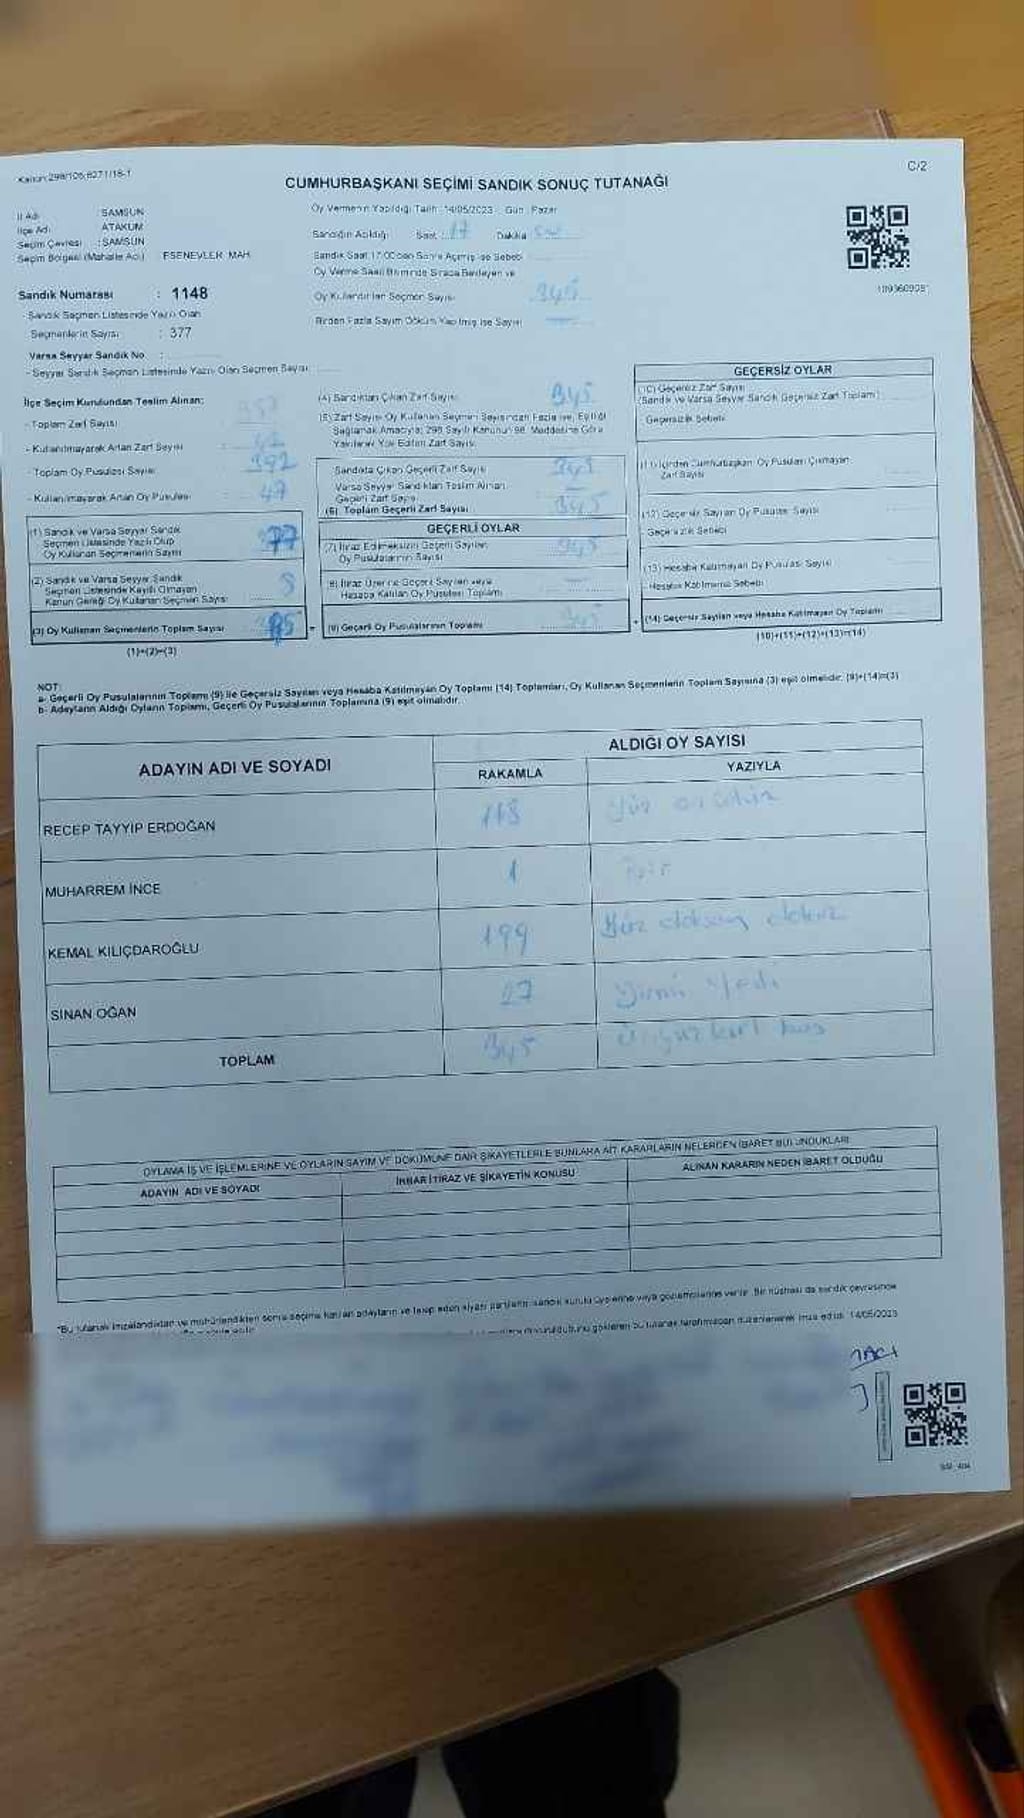 Kanun:298/105;6271/18-1
C/2
CUMHURBAŞKANI SEÇİMİ SANDIK SONUÇ TUTANAĞI
İl Adı : SAMSUN
İlçe Adı : ATAKUM
Seçim Çevresi : SAMSUN
Seçim Bölgesi (Mahalle Adı) ESENEVLER MAH.
Oy Vermenin Yapıldığı Tarih : 14/05/2023 Gün : Pazar
Sandığın Açıldığı Saat : 17 Dakika
Sandık Saat 17:00'den Sonra Açılmış İse Sebebi
Oy Verme Saati Bitiminde Sırada Bekleyen ve
Oy Kullandırılan Seçmen Sayısı 345
Birden Fazla Sayım Döküm Yapılmış İse Sayısı
Sandık Numarası : 1148
- Sandık Seçmen Listesinde Yazılı Olan
Seçmenlerin Sayısı : 377
Varsa Seyyar Sandık No :
- Seyyar Sandık Seçmen Listesinde Yazılı Olan Seçmen Sayısı
İlçe Seçim Kurulundan Teslim Alınan:
- Toplam Zarf Sayısı
- Kullanılmayarak Artan Zarf Sayısı
- Toplam Oy Pusulası Sayısı 392
- Kullanılmayarak Artan Oy Pusulası 47
(1) Sandık ve Varsa Seyyar Sandık
Seçmen Listesinde Yazılı Olup
Oy Kullanan Seçmenlerin Sayısı
(2) Sandık ve Varsa Seyyar Sandık
Seçmen Listesinde Kayıtlı Olmayan
Kanun Gereği Oy Kullanan Seçmen Sayısı 8
(3) Oy Kullanan Seçmenlerin Toplam Sayısı
(1)+(2)=(3)
(4) Sandıktan Çıkan Zarf Sayısı 345
(5) Zarf Sayısı Oy Kullanan Seçmen Sayısından Fazla ise, Eşitliği
Sağlamak Amacıyla; 298 Sayılı Kanunun 98. Maddesine Göre
Yakılarak Yok Edilen Zarf Sayısı
Sandıkta Çıkan Geçerli Zarf Sayısı 345
Varsa Seyyar Sandıktan Teslim Alınan
Geçerli Zarf Sayısı
(6) Toplam Geçerli Zarf Sayısı 345
GEÇERLİ OYLAR
(7) İtiraz Edilmeksizin Geçerli Sayılan
Oy Pusulalarının Sayısı 345
(8) İtiraz Üzerine Geçerli Sayılan veya
Hesaba Katılan Oy Pusulası Toplamı
(9) Geçerli Oy Pusulalarının Toplamı 345
GEÇERSİZ OYLAR
(10) Geçersiz Zarf Sayısı
(Sandık ve Varsa Seyyar Sandık Geçersiz Zarf Toplamı)
Geçersizlik Sebebi
(11) İçinden Cumhurbaşkanı Oy Pusulası Çıkmayan
Zarf Sayısı
(12) Geçersiz Sayılan Oy Pusulası Sayısı
Geçersizlik Sebebi
(13) Hesaba Katılmayan Oy Pusulası Sayısı
- Hesaba Katılmama Sebebi
(14) Geçersiz Sayılan veya Hesaba Katılmayan Oy Toplamı
(10)+(11)+(12)+(13)=(14)
NOT:
a- Geçerli Oy Pusulalarının Toplamı (9) ile Geçersiz Sayılan veya Hesaba Katılmayan Oy Toplamı (14) Toplamları, Oy Kullanan Seçmenlerin Toplam Sayısına (3) eşit olmalıdır. (9)+(14)=(3)
b- Adayların Aldığı Oyların Toplamı, Geçerli Oy Pusulalarının Toplamına (9) eşit olmalıdır.
ADAYIN ADI VE SOYADI
ALDIĞI OY SAYISI
RAKAMLA YAZIYLA
RECEP TAYYİP ERDOĞAN 118 Yüz on sekiz
MUHARREM İNCE 1 Bir
KEMAL KILIÇDAROĞLU 199 Yüz doksan dokuz
SİNAN OĞAN 27 Yirmi yedi
TOPLAM 345 üçyüz kırk beş
OYLAMA İŞ VE İŞLEMLERİNE VE OYLARIN SAYIM VE DÖKÜMÜNE DAİR ŞİKAYETLERLE BUNLARA AİT KARARLARIN NELERDEN İBARET BULUNDUKLARI
ADAYIN ADI VE SOYADI
İHBAR İTİRAZ VE ŞİKAYETİN KONUSU
ALINAN KARARIN NEDEN İBARET OLDUĞU
*Bu tutanak imzalandıktan ve mühürlendikten sonra seçime katılan adayların ve talep eden siyasi partilerin sandık kurulu üyelerine veya gözlemcilerine verilir. Bir nüshası da sandık çevresinde
gösteren bu tutanak tarafımızdan düzenlenerek imza edildi. 14/05/2023